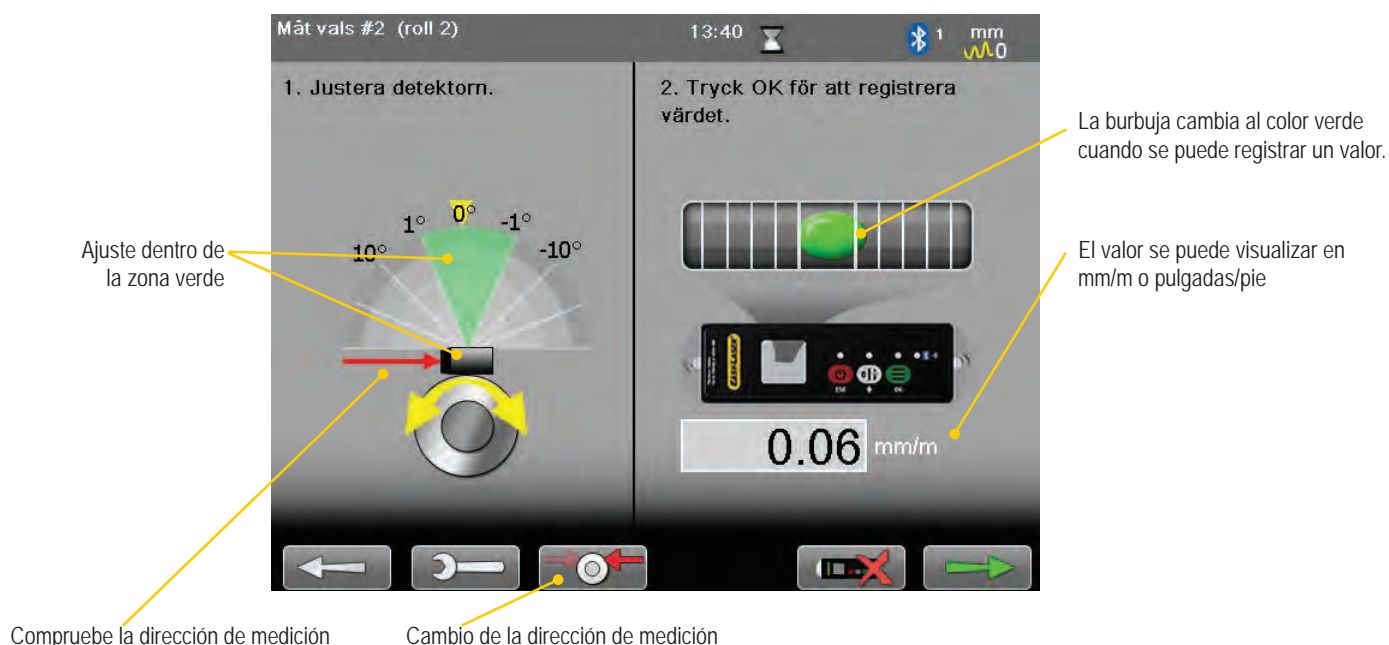 Mät vals #2 (roll 2)
13:40
1
mm
0
1. Justera detektorn.
2. Tryck OK för att registrera
värdet.
10°
1°
0°
-1°
-10°
0.06 mm/m
ESC
OK
Ajuste dentro de
la zona verde
La burbuja cambia al color verde
cuando se puede registrar un valor.
El valor se puede visualizar en
mm/m o pulgadas/pie
Compruebe la dirección de medición
Cambio de la dirección de medición